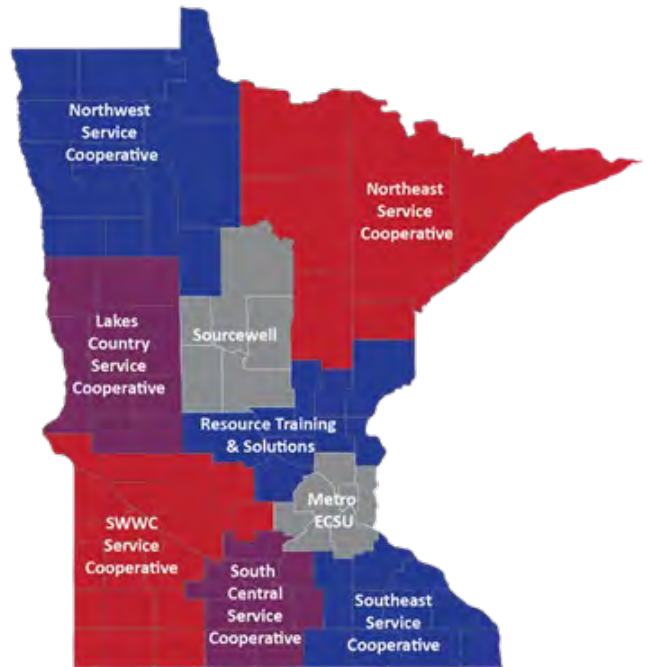 Northwest
Service
Cooperative
Northeast
Service
Cooperative
Lakes
Country
Service
Cooperative
Sourcewell
Resource Training
& Solutions
Metro
ECSU
SWWC
Service
Cooperative
South
Central
Service
Cooperative
Southeast
Service
Cooperative